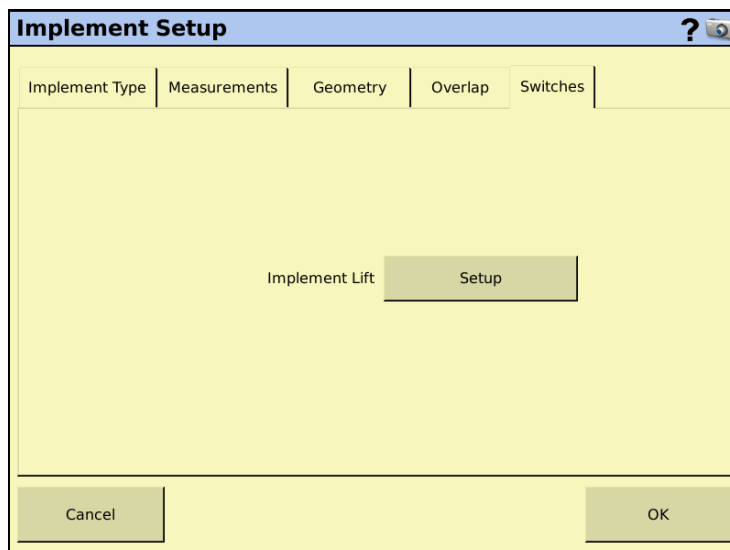 Implement Setup ?
Implement Type Measurements Geometry Overlap Switches
Implement Lift Setup
Cancel OK